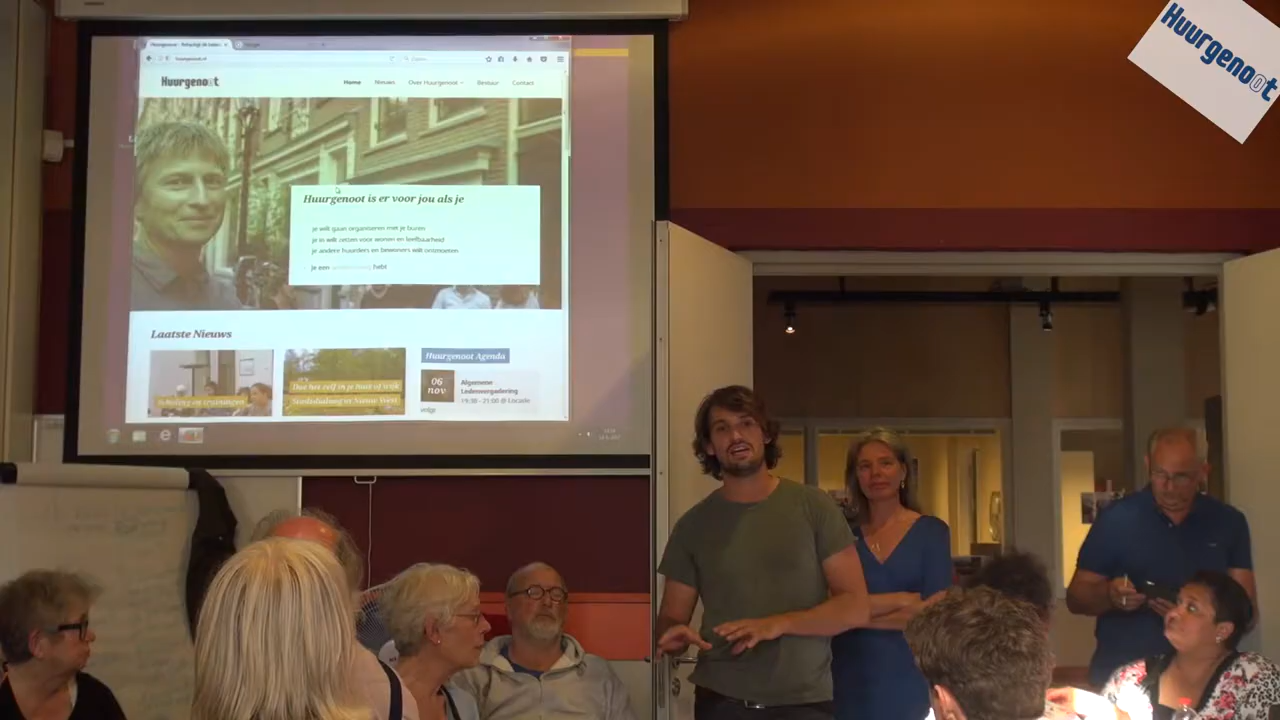 Huurgenoot
Huurgenoot
Home Nieuws Over Huurgenoot Bestuur Contact
Huurgenoot is er voor jou als je
je wilt gaan organiseren met je buren
je in wilt zetten voor wonen en leefbaarheid
je andere huurders en bewoners wilt ontmoeten
Je een hebt
Laatste Nieuws
Huurgenoot Agenda
Scholing en trainingen
Doe het zelf in je huis of wijk
Stadsdialoog in Nieuw West
06
nov
Algemene
Ledenvergadering
19:30 - 21:00 @ Locatie
volgt